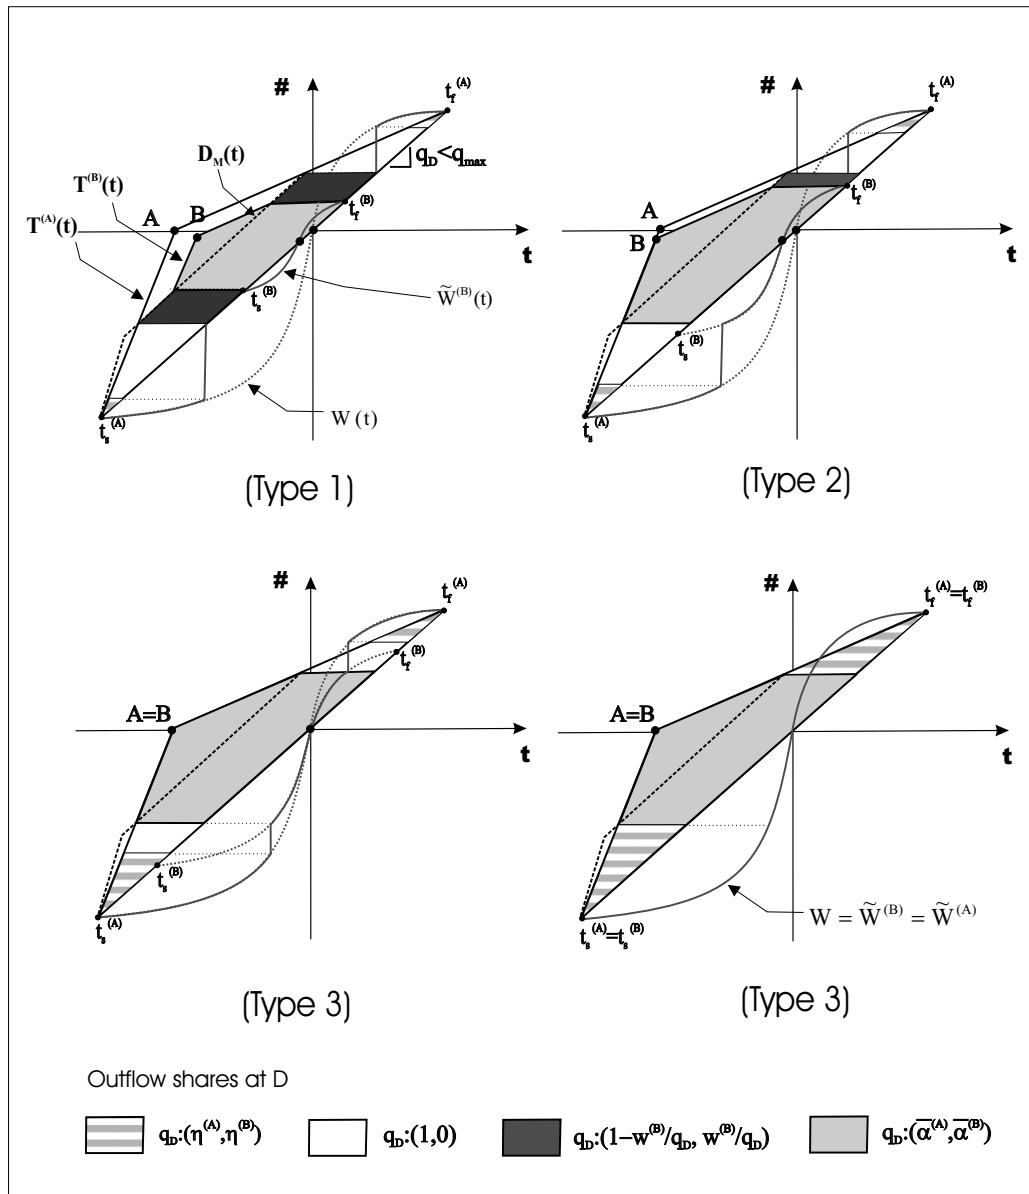 #
t_f^(A)
D_M(t)
q_D<q_max
T^(B)(t)
t_f^(B)
A
B
T^(A)(t)
t
t_s^(B)
W̃^(B)(t)
W (t)
t_s^(A)
(Type 1)
#
t_f^(A)
t_f^(B)
A
B
t
t_s^(B)
t_s^(A)
(Type 2)
#
t_f^(A)
t_f^(B)
A=B
t
t_s^(B)
t_s^(A)
(Type 3)
#
t_f^(A)=t_f^(B)
A=B
t
W = W̃^(B) = W̃^(A)
t_s^(A)=t_s^(B)
(Type 3)
Outflow shares at D
q_D:(η^(A),η^(B))
q_D:(1,0)
q_D:(1−w^(B)/q_D, w^(B)/q_D)
q_D:(α̅^(A),α̅^(B))